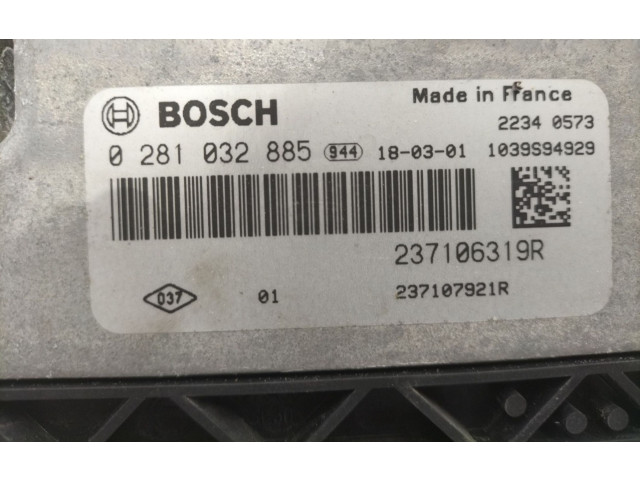 BOSCH Made in France
2234 0573
0 281 032 885 944 18-03-01 1039S94929
237106319R
037 01 237107921R